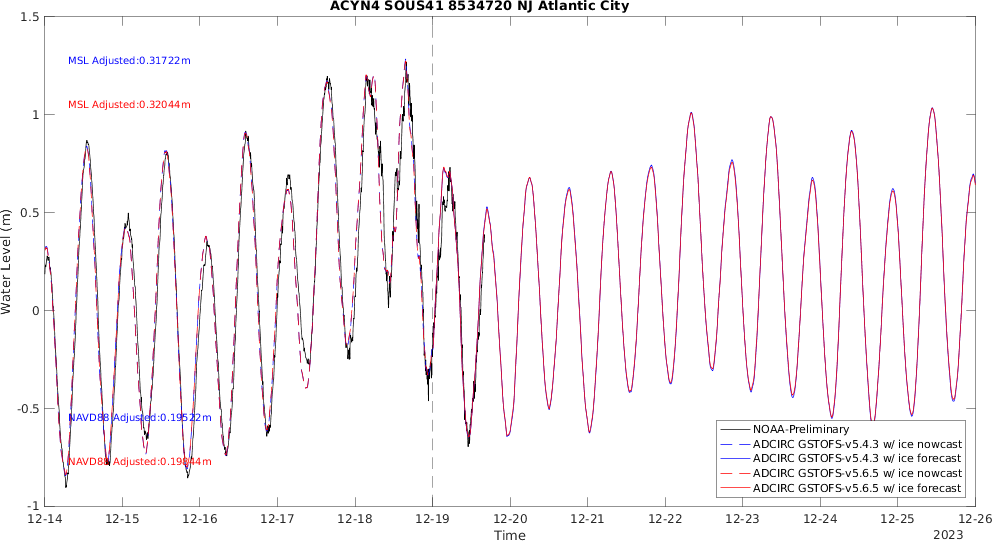 ACYN4 SOUS41 8534720 NJ Atlantic City
1.5
1
0.5
0
-0.5
-1
Water Level (m)
MSL Adjusted:0.31722m
MSL Adjusted:0.32044m
NAVD88 Adjusted:0.19522m
NAVD88 Adjusted:0.19844m
NOAA-Preliminary
ADCIRC GSTOFS-v5.4.3 w/ ice nowcast
ADCIRC GSTOFS-v5.4.3 w/ ice forecast
ADCIRC GSTOFS-v5.6.5 w/ ice nowcast
ADCIRC GSTOFS-v5.6.5 w/ ice forecast
12-14 12-15 12-16 12-17 12-18 12-19 12-20 12-21 12-22 12-23 12-24 12-25 12-26
Time
2023